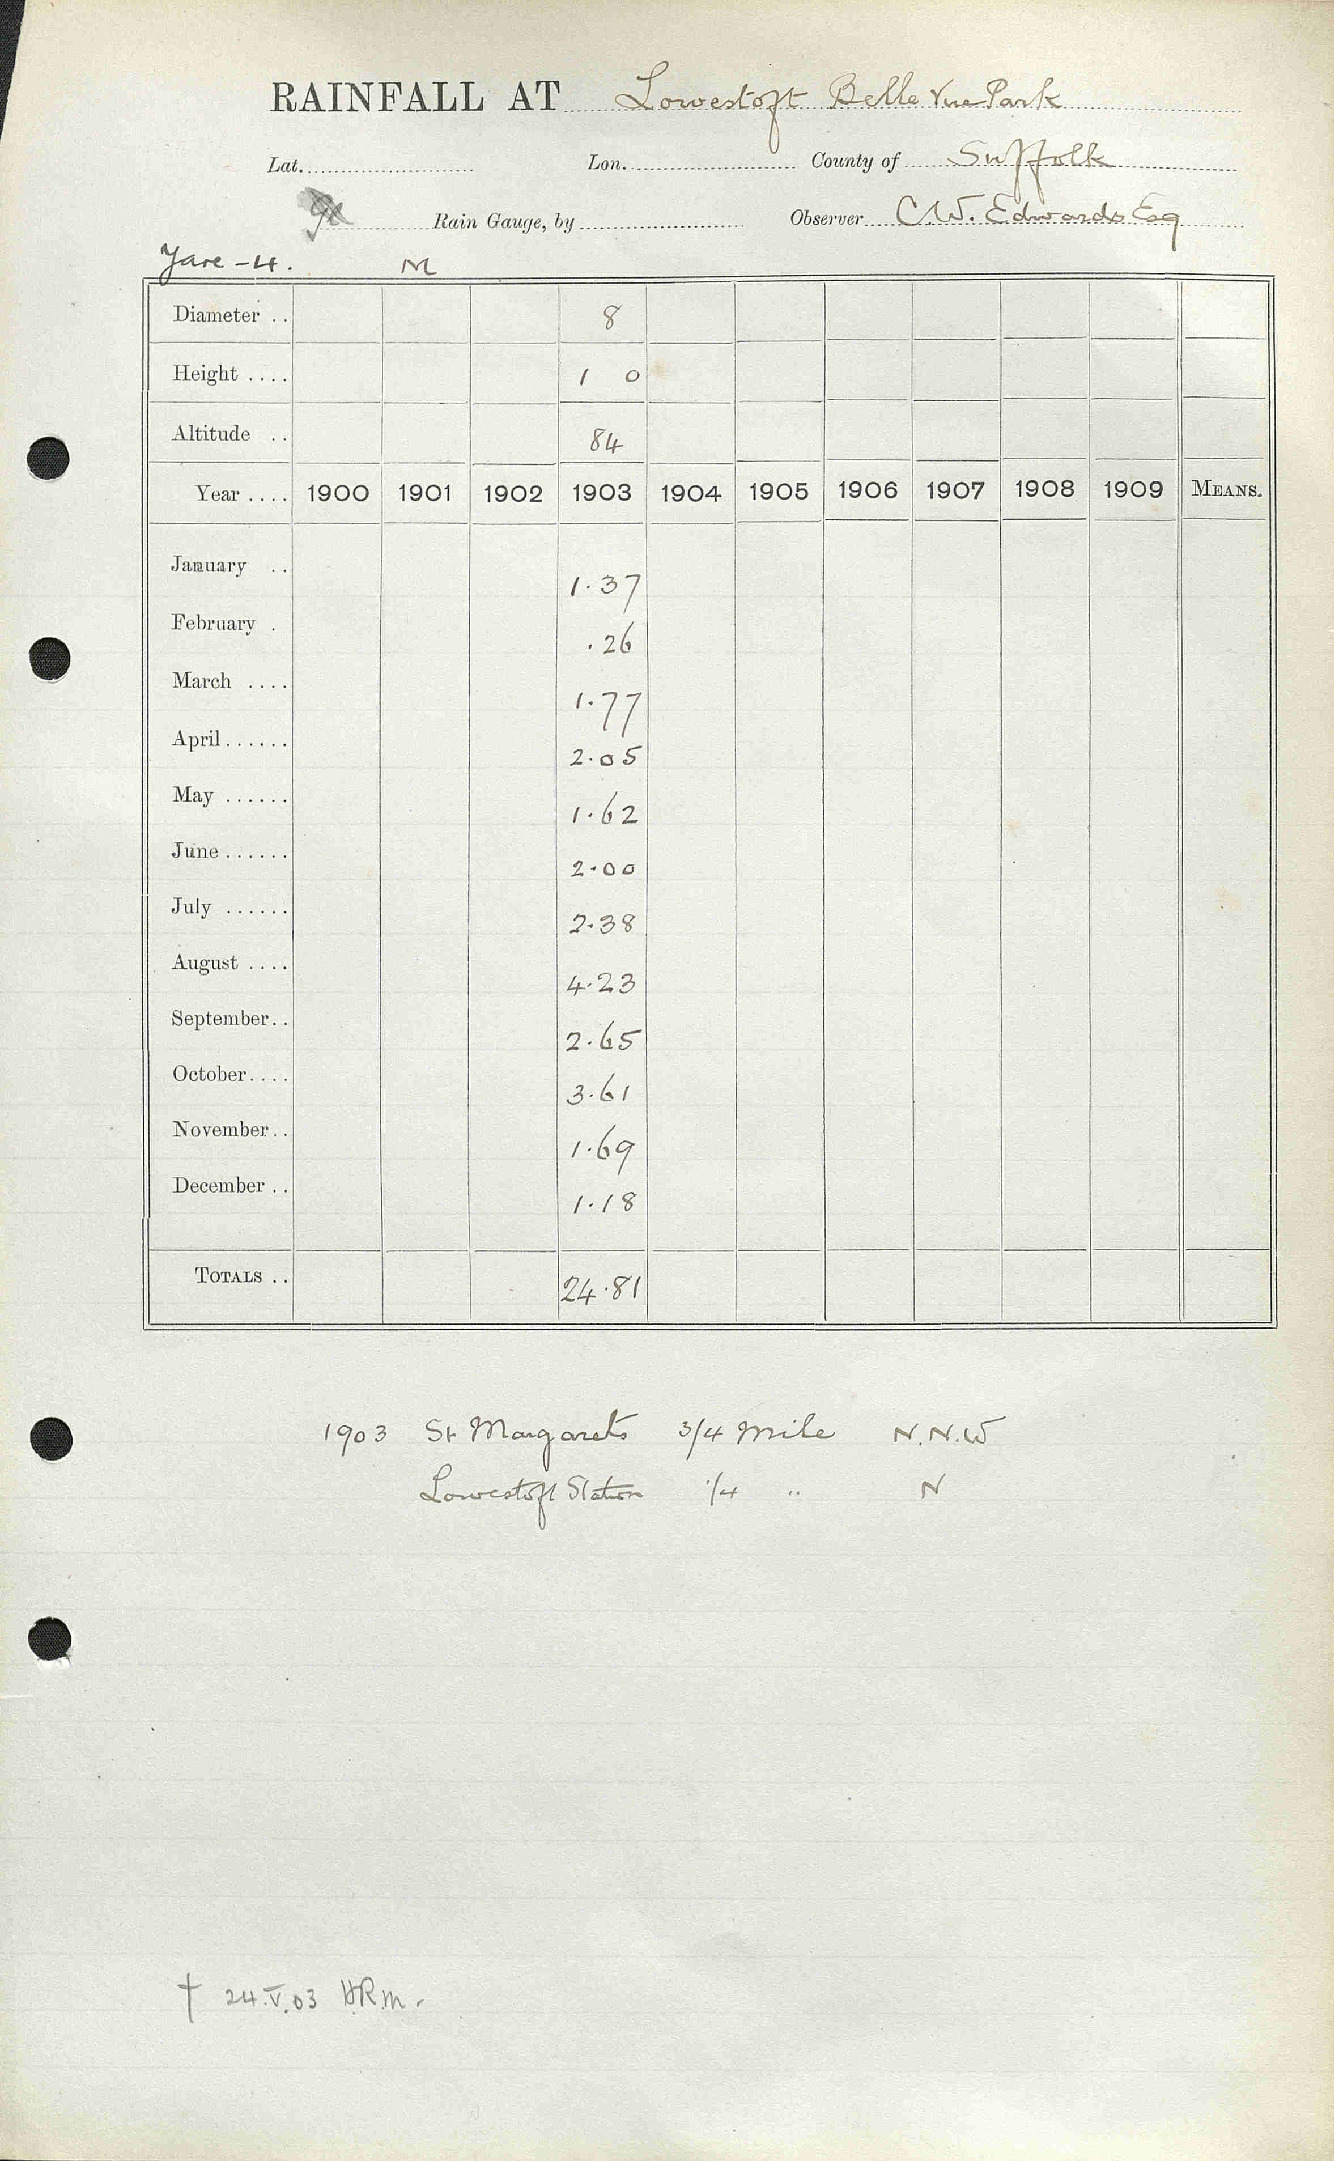 RAINFALL AT Lowestoft Belle Vue Park
Lat. Lon. County of Suffolk
Rain Gauge, by Observer C.W. Edwards Esq
Yare - 4. M
Diameter .. 8
Height .... 1 0
Altitude .. 84
Year .... 1900 1901 1902 1903 1904 1905 1906 1907 1908 1909 MEANS.
January .. 1.37
February . .26
March .... 1.77
April...... 2.05
May ...... 1.62
June ...... 2.00
July ...... 2.38
August .... 4.23
September.. 2.65
October.... 3.61
November.. 1.69
December .. 1.18
TOTALS .. 24.81
1903 St Margarets 3/4 mile N.N.W
Lowestoft Station 1/4 " N
† 24.V.03 H.R.M.